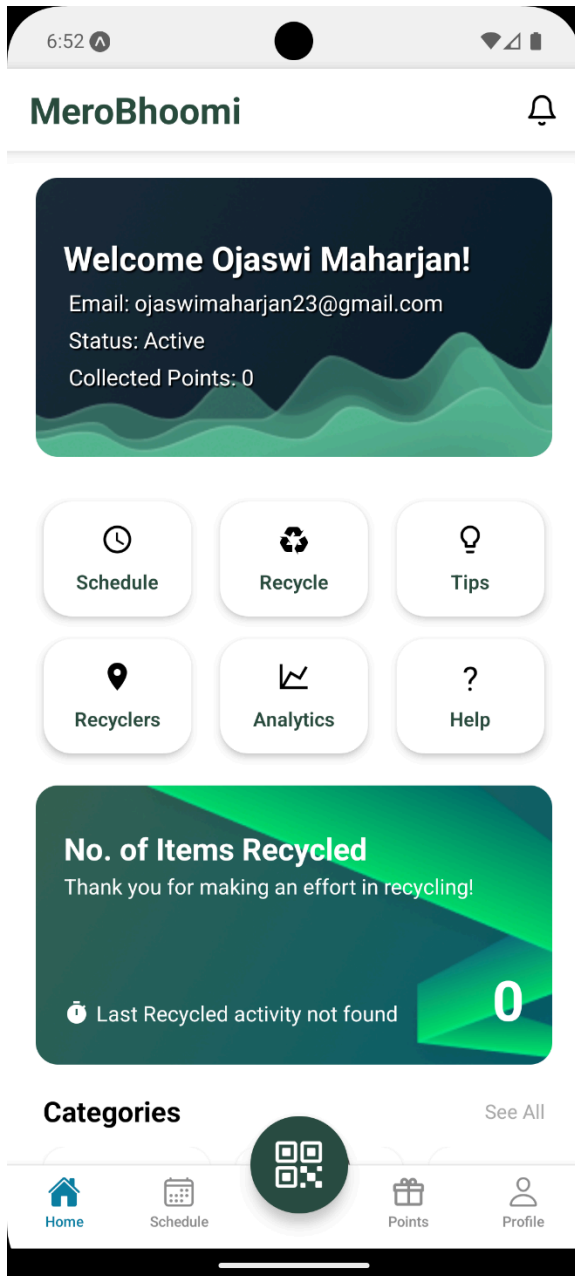 6:52
MeroBhoomi
Welcome Ojaswi Maharjan!
Email: ojaswimaharjan23@gmail.com
Status: Active
Collected Points: 0
Schedule Recycle Tips
Recyclers Analytics Help
No. of Items Recycled
Thank you for making an effort in recycling!
Last Recycled activity not found 0
Categories See All
Home Schedule Points Profile